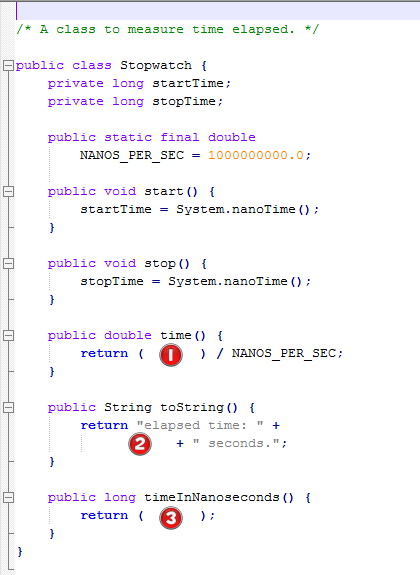 /* A class to measure time elapsed. */
public class Stopwatch {
private long startTime;
private long stopTime;
public static final double
NANOS_PER_SEC = 1000000000.0;
public void start() {
startTime = System.nanoTime();
}
public void stop() {
stopTime = System.nanoTime();
}
public double time() {
return ( 1 ) / NANOS_PER_SEC;
}
public String toString() {
return "elapsed time: " +
2 + " seconds.";
}
public long timeInNanoseconds() {
return ( 3 );
}
}